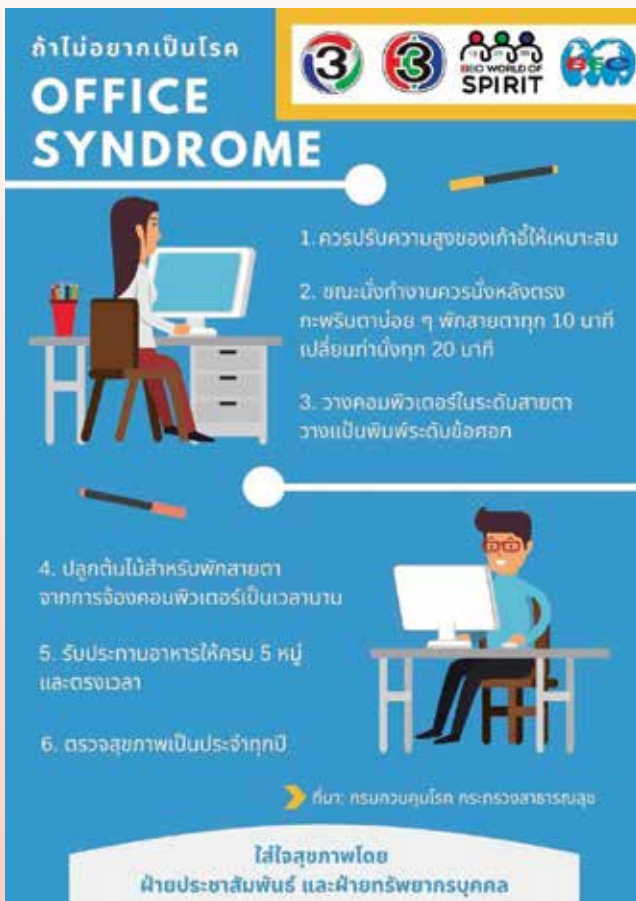 ถ้าไม่อยากเป็นโรค
OFFICE
SYNDROME
3
3
BEC WORLD OF
SPIRIT
BEC
1. ควรปรับความสูงของเก้าอี้ให้เหมาะสม
2. ขณะนั่งทำงานควรนั่งหลังตรง
กะพริบตาบ่อย ๆ พักสายตาทุก 10 นาที
เปลี่ยนท่านั่งทุก 20 นาที
3. วางคอมพิวเตอร์ในระดับสายตา
วางแป้นพิมพ์ระดับข้อศอก
4. ปลูกต้นไม้สำหรับพักสายตา
จากการจ้องคอมพิวเตอร์เป็นเวลานาน
5. รับประทานอาหารให้ครบ 5 หมู่
และตรงเวลา
6. ตรวจสุขภาพเป็นประจำทุกปี
ที่มา: กรมควบคุมโรค กระทรวงสาธารณสุข
ใส่ใจสุขภาพโดย
ฝ่ายประชาสัมพันธ์ และฝ่ายทรัพยากรบุคคล